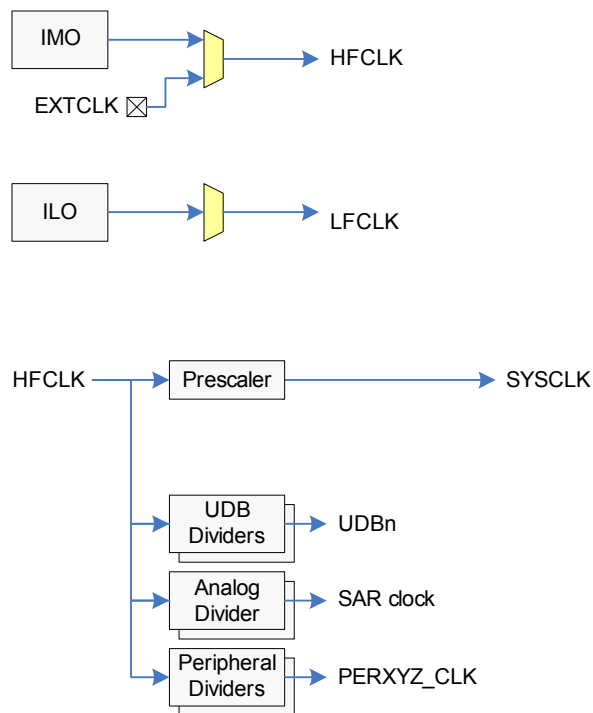 IMO
HFCLK
EXTCLK
ILO
LFCLK
HFCLK
Prescaler
SYSCLK
UDB
Dividers
UDBn
Analog
Divider
SAR clock
Peripheral
Dividers
PERXYZ_CLK